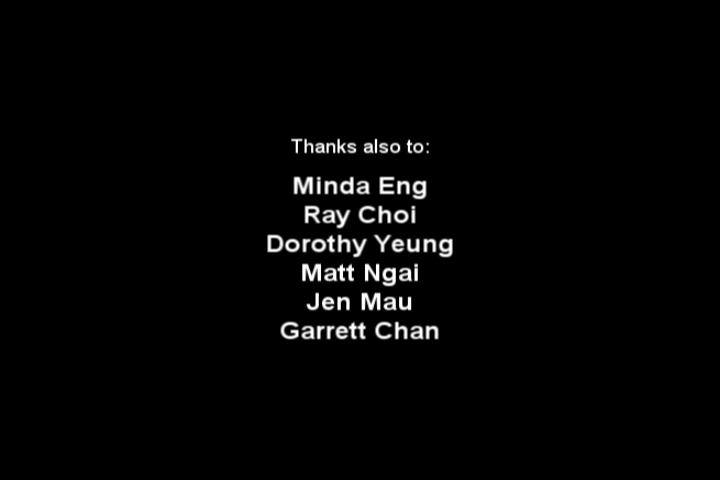 Thanks also to:
Minda Eng
Ray Choi
Dorothy Yeung
Matt Ngai
Jen Mau
Garrett Chan